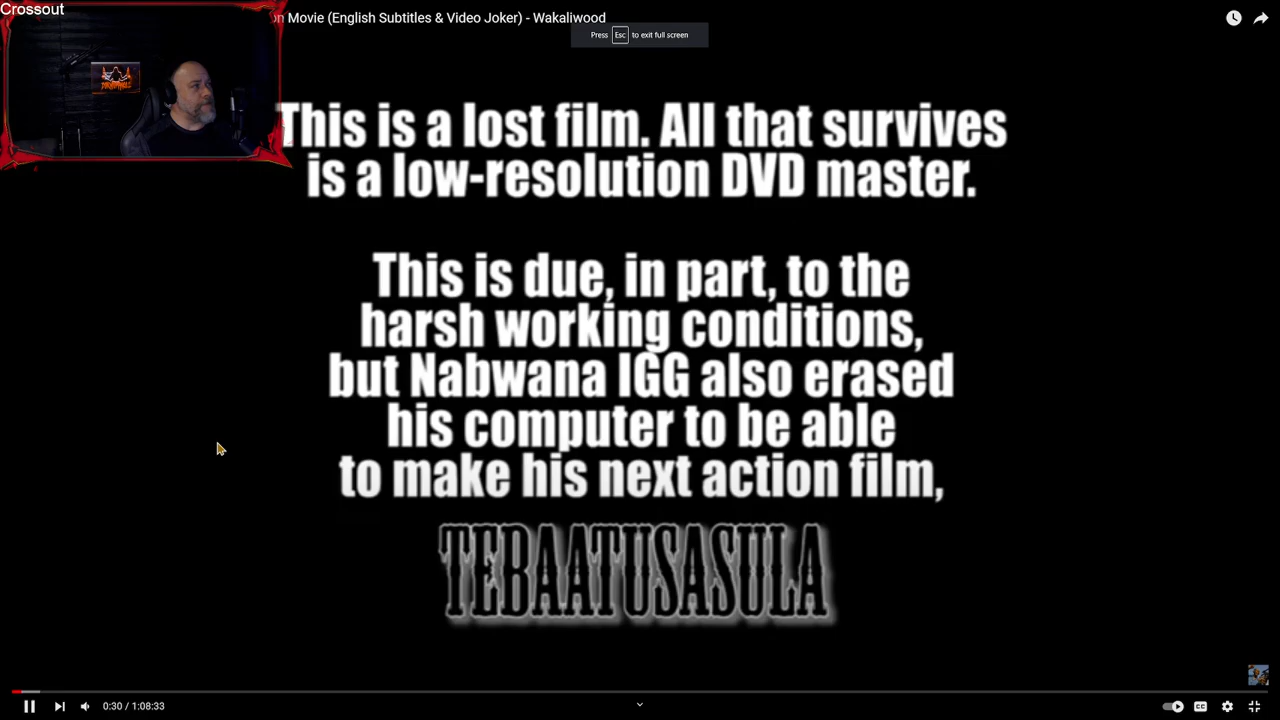 Crossout
on Movie (English Subtitles & Video Joker) - Wakaliwood
Press Esc to exit full screen
This is a lost film. All that survives
is a low-resolution DVD master.
This is due, in part, to the
harsh working conditions,
but Nabwana IGG also erased
his computer to be able
to make his next action film,
TEBAATUSASULA
0:30 / 1:08:33
CC